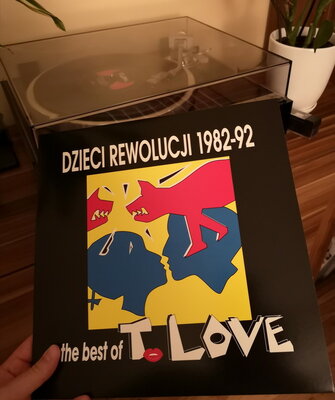 DZIECI REWOLUCJI 1982-92
the best of T. LOVE